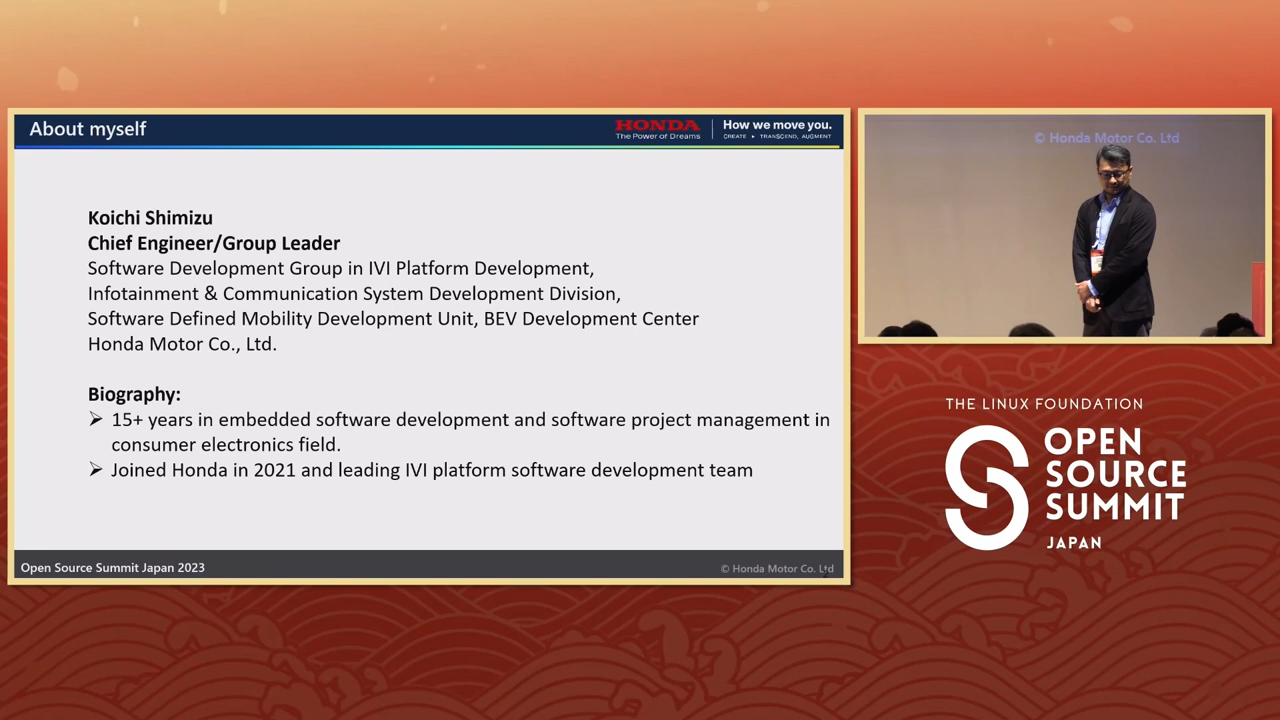 About myself
HONDA
The Power of Dreams
How we move you.
CREATE ▸ TRANSCEND, AUGMENT
Koichi Shimizu
Chief Engineer/Group Leader
Software Development Group in IVI Platform Development,
Infotainment & Communication System Development Division,
Software Defined Mobility Development Unit, BEV Development Center
Honda Motor Co., Ltd.
Biography:
➢ 15+ years in embedded software development and software project management in
consumer electronics field.
➢ Joined Honda in 2021 and leading IVI platform software development team
Open Source Summit Japan 2023
© Honda Motor Co. Ltd
© Honda Motor Co. Ltd
THE LINUX FOUNDATION
OPEN
SOURCE
SUMMIT
JAPAN